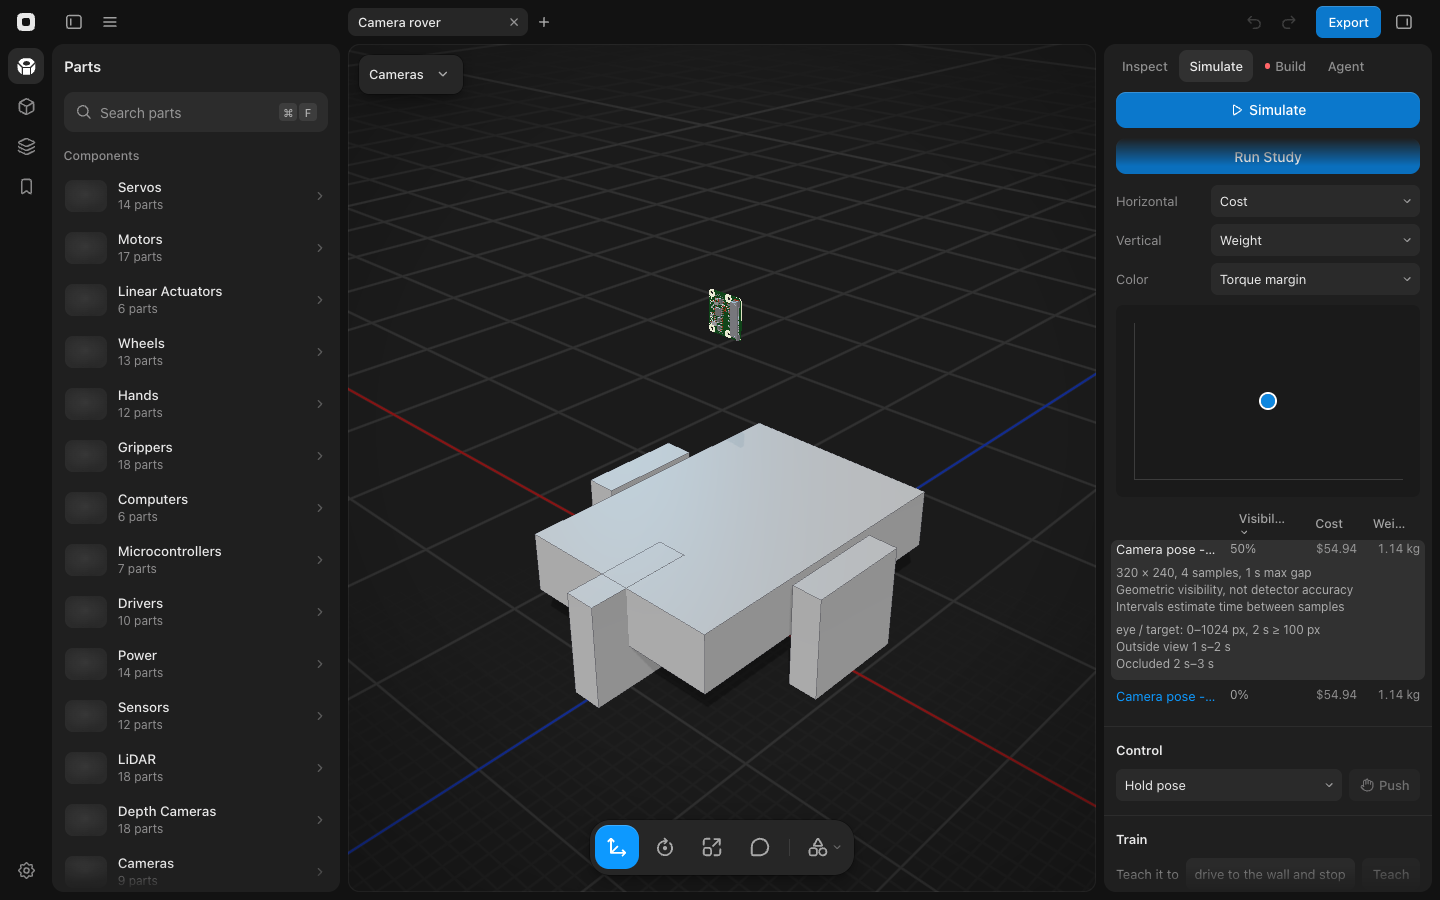 Camera rover
Export
Parts
Search parts
⌘ F
Components
Servos
14 parts
Motors
17 parts
Linear Actuators
6 parts
Wheels
13 parts
Hands
12 parts
Grippers
18 parts
Computers
6 parts
Microcontrollers
7 parts
Drivers
10 parts
Power
14 parts
Sensors
12 parts
LiDAR
18 parts
Depth Cameras
18 parts
Cameras
9 parts
Cameras
Inspect Simulate Build Agent
Simulate
Run Study
Horizontal Cost
Vertical Weight
Color Torque margin
Visibil... Cost Wei...
Camera pose -... 50% $54.94 1.14 kg
320 × 240, 4 samples, 1 s max gap
Geometric visibility, not detector accuracy
Intervals estimate time between samples
eye / target: 0–1024 px, 2 s ≥ 100 px
Outside view 1 s–2 s
Occluded 2 s–3 s
Camera pose -... 0% $54.94 1.14 kg
Control
Hold pose Push
Train
Teach it to drive to the wall and stop Teach